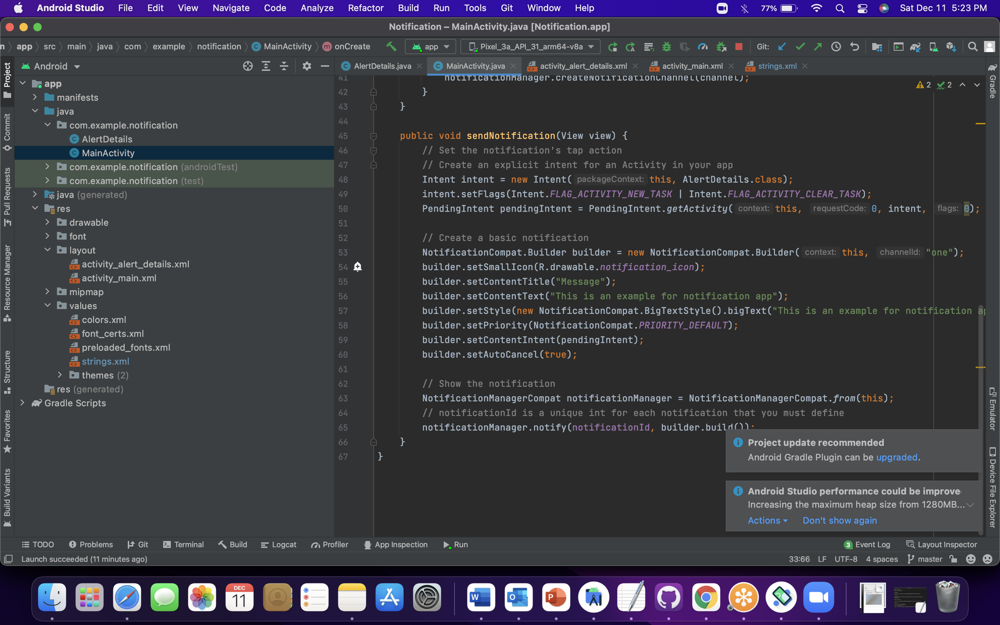 Android Studio File Edit View Navigate Code Analyze Refactor Build Run Tools Git Window Help 77% Sat Dec 11 5:23 PM
Notification – MainActivity.java [Notification.app]
n app src main java com example notification MainActivity onCreate app Pixel_3a_API_31_arm64-v8a Git:
Android
AlertDetails.java MainActivity.java activity_alert_details.xml activity_main.xml strings.xml
Project
Commit
Pull Requests
Resource Manager
Structure
Favorites
Build Variants
app
manifests
java
com.example.notification
AlertDetails
MainActivity
com.example.notification (androidTest)
com.example.notification (test)
java (generated)
res
drawable
font
layout
activity_alert_details.xml
activity_main.xml
mipmap
values
colors.xml
font_certs.xml
preloaded_fonts.xml
strings.xml
themes (2)
res (generated)
Gradle Scripts
2 2
41 notificationManager.createNotificationChannel(channel);
42 }
43 }
44
45 public void sendNotification(View view) {
46 // Set the notification's tap action
47 // Create an explicit intent for an Activity in your app
48 Intent intent = new Intent( packageContext: this, AlertDetails.class);
49 intent.setFlags(Intent.FLAG_ACTIVITY_NEW_TASK | Intent.FLAG_ACTIVITY_CLEAR_TASK);
50 PendingIntent pendingIntent = PendingIntent.getActivity( context: this, requestCode: 0, intent, flags: 0);
51
52 // Create a basic notification
53 NotificationCompat.Builder builder = new NotificationCompat.Builder( context: this, channelId: "one");
54 builder.setSmallIcon(R.drawable.notification_icon);
55 builder.setContentTitle("Message");
56 builder.setContentText("This is an example for notification app");
57 builder.setStyle(new NotificationCompat.BigTextStyle().bigText("This is an example for notification ap
58 builder.setPriority(NotificationCompat.PRIORITY_DEFAULT);
59 builder.setContentIntent(pendingIntent);
60 builder.setAutoCancel(true);
61
62 // Show the notification
63 NotificationManagerCompat notificationManager = NotificationManagerCompat.from(this);
64 // notificationId is a unique int for each notification that you must define
65 notificationManager.notify(notificationId, builder.build());
66 }
67 }
Project update recommended
Android Gradle Plugin can be upgraded.
Android Studio performance could be improve
Increasing the maximum heap size from 1280MB...
Actions Don't show again
Gradle
Emulator
Device File Explorer
TODO Problems Git Terminal Build Logcat Profiler App Inspection Run 3 Event Log Layout Inspector
Launch succeeded (11 minutes ago) 33:66 LF UTF-8 4 spaces master
DEC
11
W
O
P